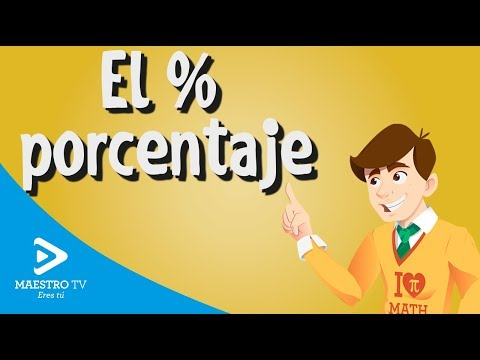 El %
porcentaje
MAESTRO TV
Eres tú
I ♥π
MATH